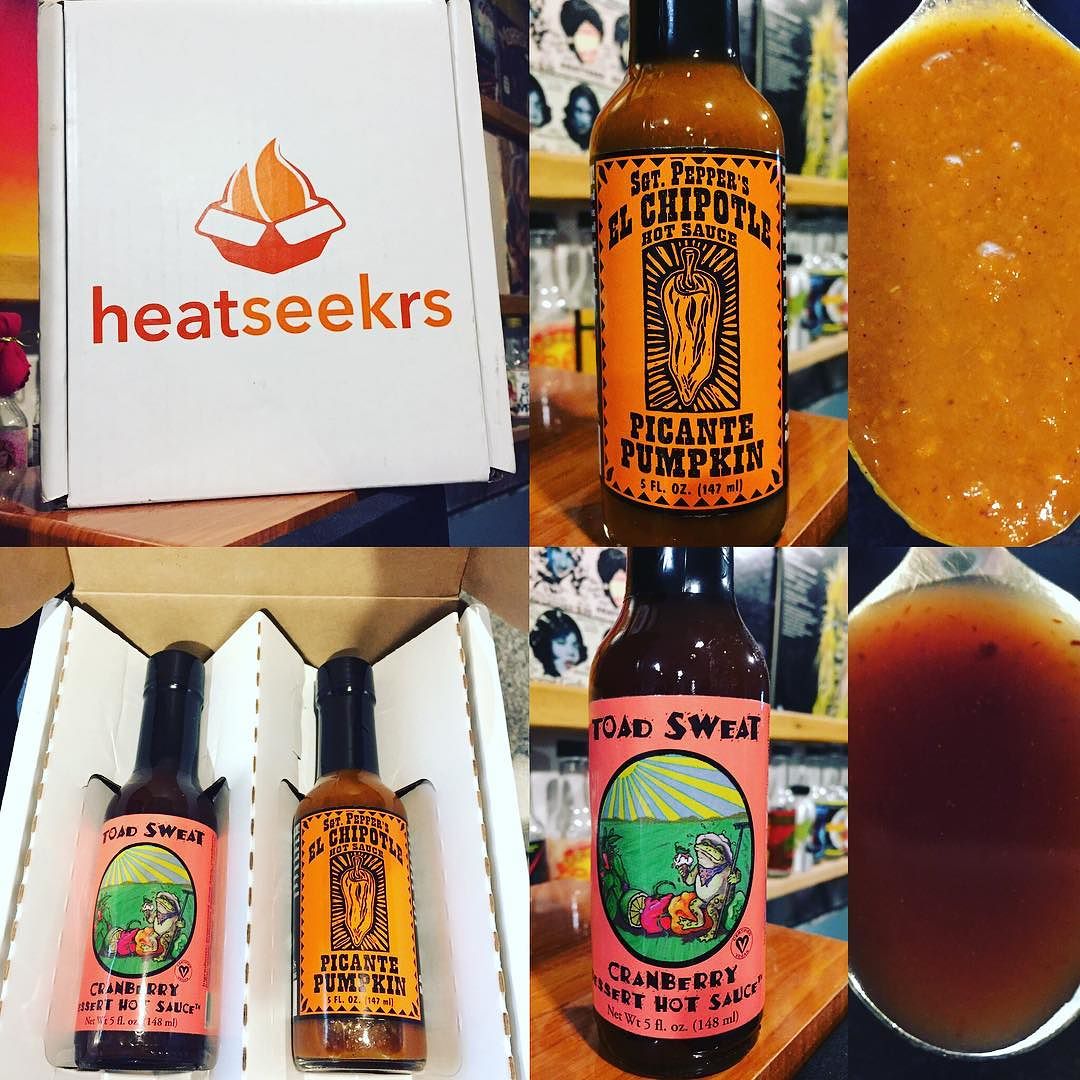 heatseekrs
SGT. PEPPER'S
EL CHIPOTLE
HOT SAUCE
PICANTE
PUMPKIN
5 FL. OZ. (147 ml)
TOAD SWEAT
CRANBERRY
DESSERT HOT SAUCE™
Net Wt 5 fl. oz. (148 ml)
SGT. PEPPER'S
EL CHIPOTLE
HOT SAUCE
PICANTE
PUMPKIN
5 FL. OZ. (147 ml)
TOAD SWEAT
CRANBERRY
ESSERT HOT SAUCE™
Net Wt 5 fl. oz. (148 ml)